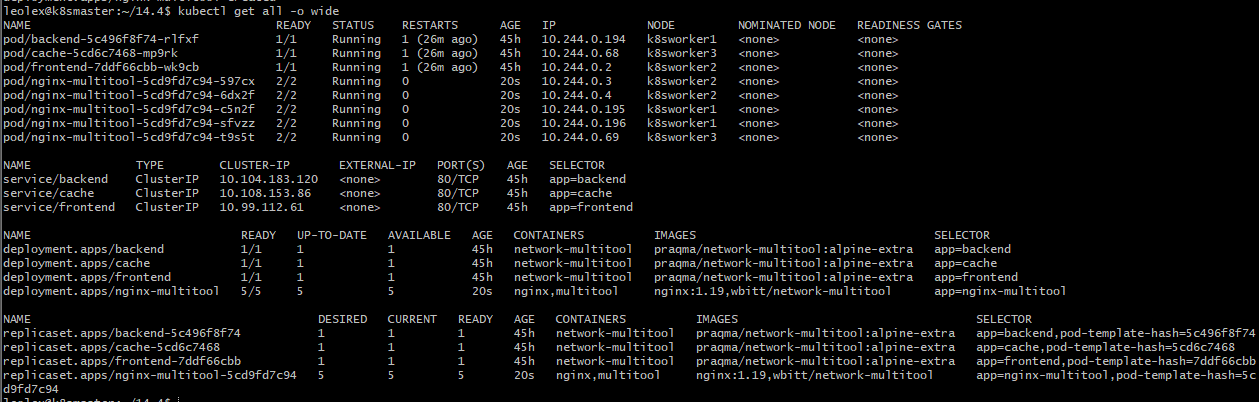 leolex@k8smaster:~/14.4$ kubectl get all -o wide
NAME READY STATUS RESTARTS AGE IP NODE NOMINATED NODE READINESS GATES
pod/backend-5c496f8f74-rlfxf 1/1 Running 1 (26m ago) 45h 10.244.0.194 k8sworker1 <none> <none>
pod/cache-5cd6c7468-mp9rk 1/1 Running 1 (26m ago) 45h 10.244.0.68 k8sworker3 <none> <none>
pod/frontend-7ddf66cbb-wk9cb 1/1 Running 1 (26m ago) 45h 10.244.0.2 k8sworker2 <none> <none>
pod/nginx-multitool-5cd9fd7c94-597cx 2/2 Running 0 20s 10.244.0.3 k8sworker2 <none> <none>
pod/nginx-multitool-5cd9fd7c94-6dx2f 2/2 Running 0 20s 10.244.0.4 k8sworker2 <none> <none>
pod/nginx-multitool-5cd9fd7c94-c5n2f 2/2 Running 0 20s 10.244.0.195 k8sworker1 <none> <none>
pod/nginx-multitool-5cd9fd7c94-sfvzz 2/2 Running 0 20s 10.244.0.196 k8sworker1 <none> <none>
pod/nginx-multitool-5cd9fd7c94-t9s5t 2/2 Running 0 20s 10.244.0.69 k8sworker3 <none> <none>
NAME TYPE CLUSTER-IP EXTERNAL-IP PORT(S) AGE SELECTOR
service/backend ClusterIP 10.104.183.120 <none> 80/TCP 45h app=backend
service/cache ClusterIP 10.108.153.86 <none> 80/TCP 45h app=cache
service/frontend ClusterIP 10.99.112.61 <none> 80/TCP 45h app=frontend
NAME READY UP-TO-DATE AVAILABLE AGE CONTAINERS IMAGES SELECTOR
deployment.apps/backend 1/1 1 1 45h network-multitool praqma/network-multitool:alpine-extra app=backend
deployment.apps/cache 1/1 1 1 45h network-multitool praqma/network-multitool:alpine-extra app=cache
deployment.apps/frontend 1/1 1 1 45h network-multitool praqma/network-multitool:alpine-extra app=frontend
deployment.apps/nginx-multitool 5/5 5 5 20s nginx,multitool nginx:1.19,wbitt/network-multitool app=nginx-multitool
NAME DESIRED CURRENT READY AGE CONTAINERS IMAGES SELECTOR
replicaset.apps/backend-5c496f8f74 1 1 1 45h network-multitool praqma/network-multitool:alpine-extra app=backend,pod-template-hash=5c496f8f74
replicaset.apps/cache-5cd6c7468 1 1 1 45h network-multitool praqma/network-multitool:alpine-extra app=cache,pod-template-hash=5cd6c7468
replicaset.apps/frontend-7ddf66cbb 1 1 1 45h network-multitool praqma/network-multitool:alpine-extra app=frontend,pod-template-hash=7ddf66cbb
replicaset.apps/nginx-multitool-5cd9fd7c94 5 5 5 20s nginx,multitool nginx:1.19,wbitt/network-multitool app=nginx-multitool,pod-template-hash=5c
d9fd7c94
leolex@k8smaster:~/14.4$